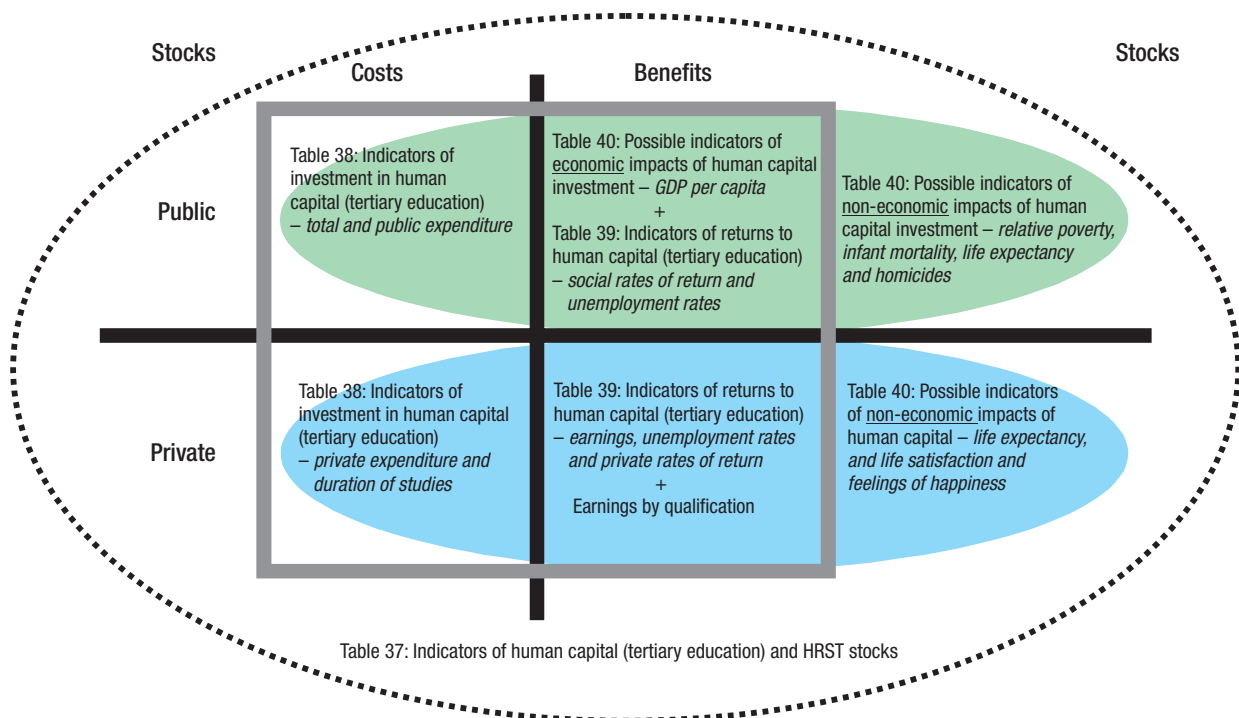 Stocks
Stocks
Costs
Benefits
Public
Table 38: Indicators of
investment in human
capital (tertiary education)
– total and public expenditure
Table 40: Possible indicators of
economic impacts of human capital
investment – GDP per capita
+
Table 39: Indicators of returns to
human capital (tertiary education)
– social rates of return and
unemployment rates
Table 40: Possible indicators of
non-economic impacts of human
capital investment – relative poverty,
infant mortality, life expectancy
and homicides
Private
Table 38: Indicators of
investment in human capital
(tertiary education)
– private expenditure and
duration of studies
Table 39: Indicators of returns to
human capital (tertiary education)
– earnings, unemployment rates
and private rates of return
+
Earnings by qualification
Table 40: Possible indicators
of non-economic impacts of
human capital – life expectancy,
and life satisfaction and
feelings of happiness
Table 37: Indicators of human capital (tertiary education) and HRST stocks